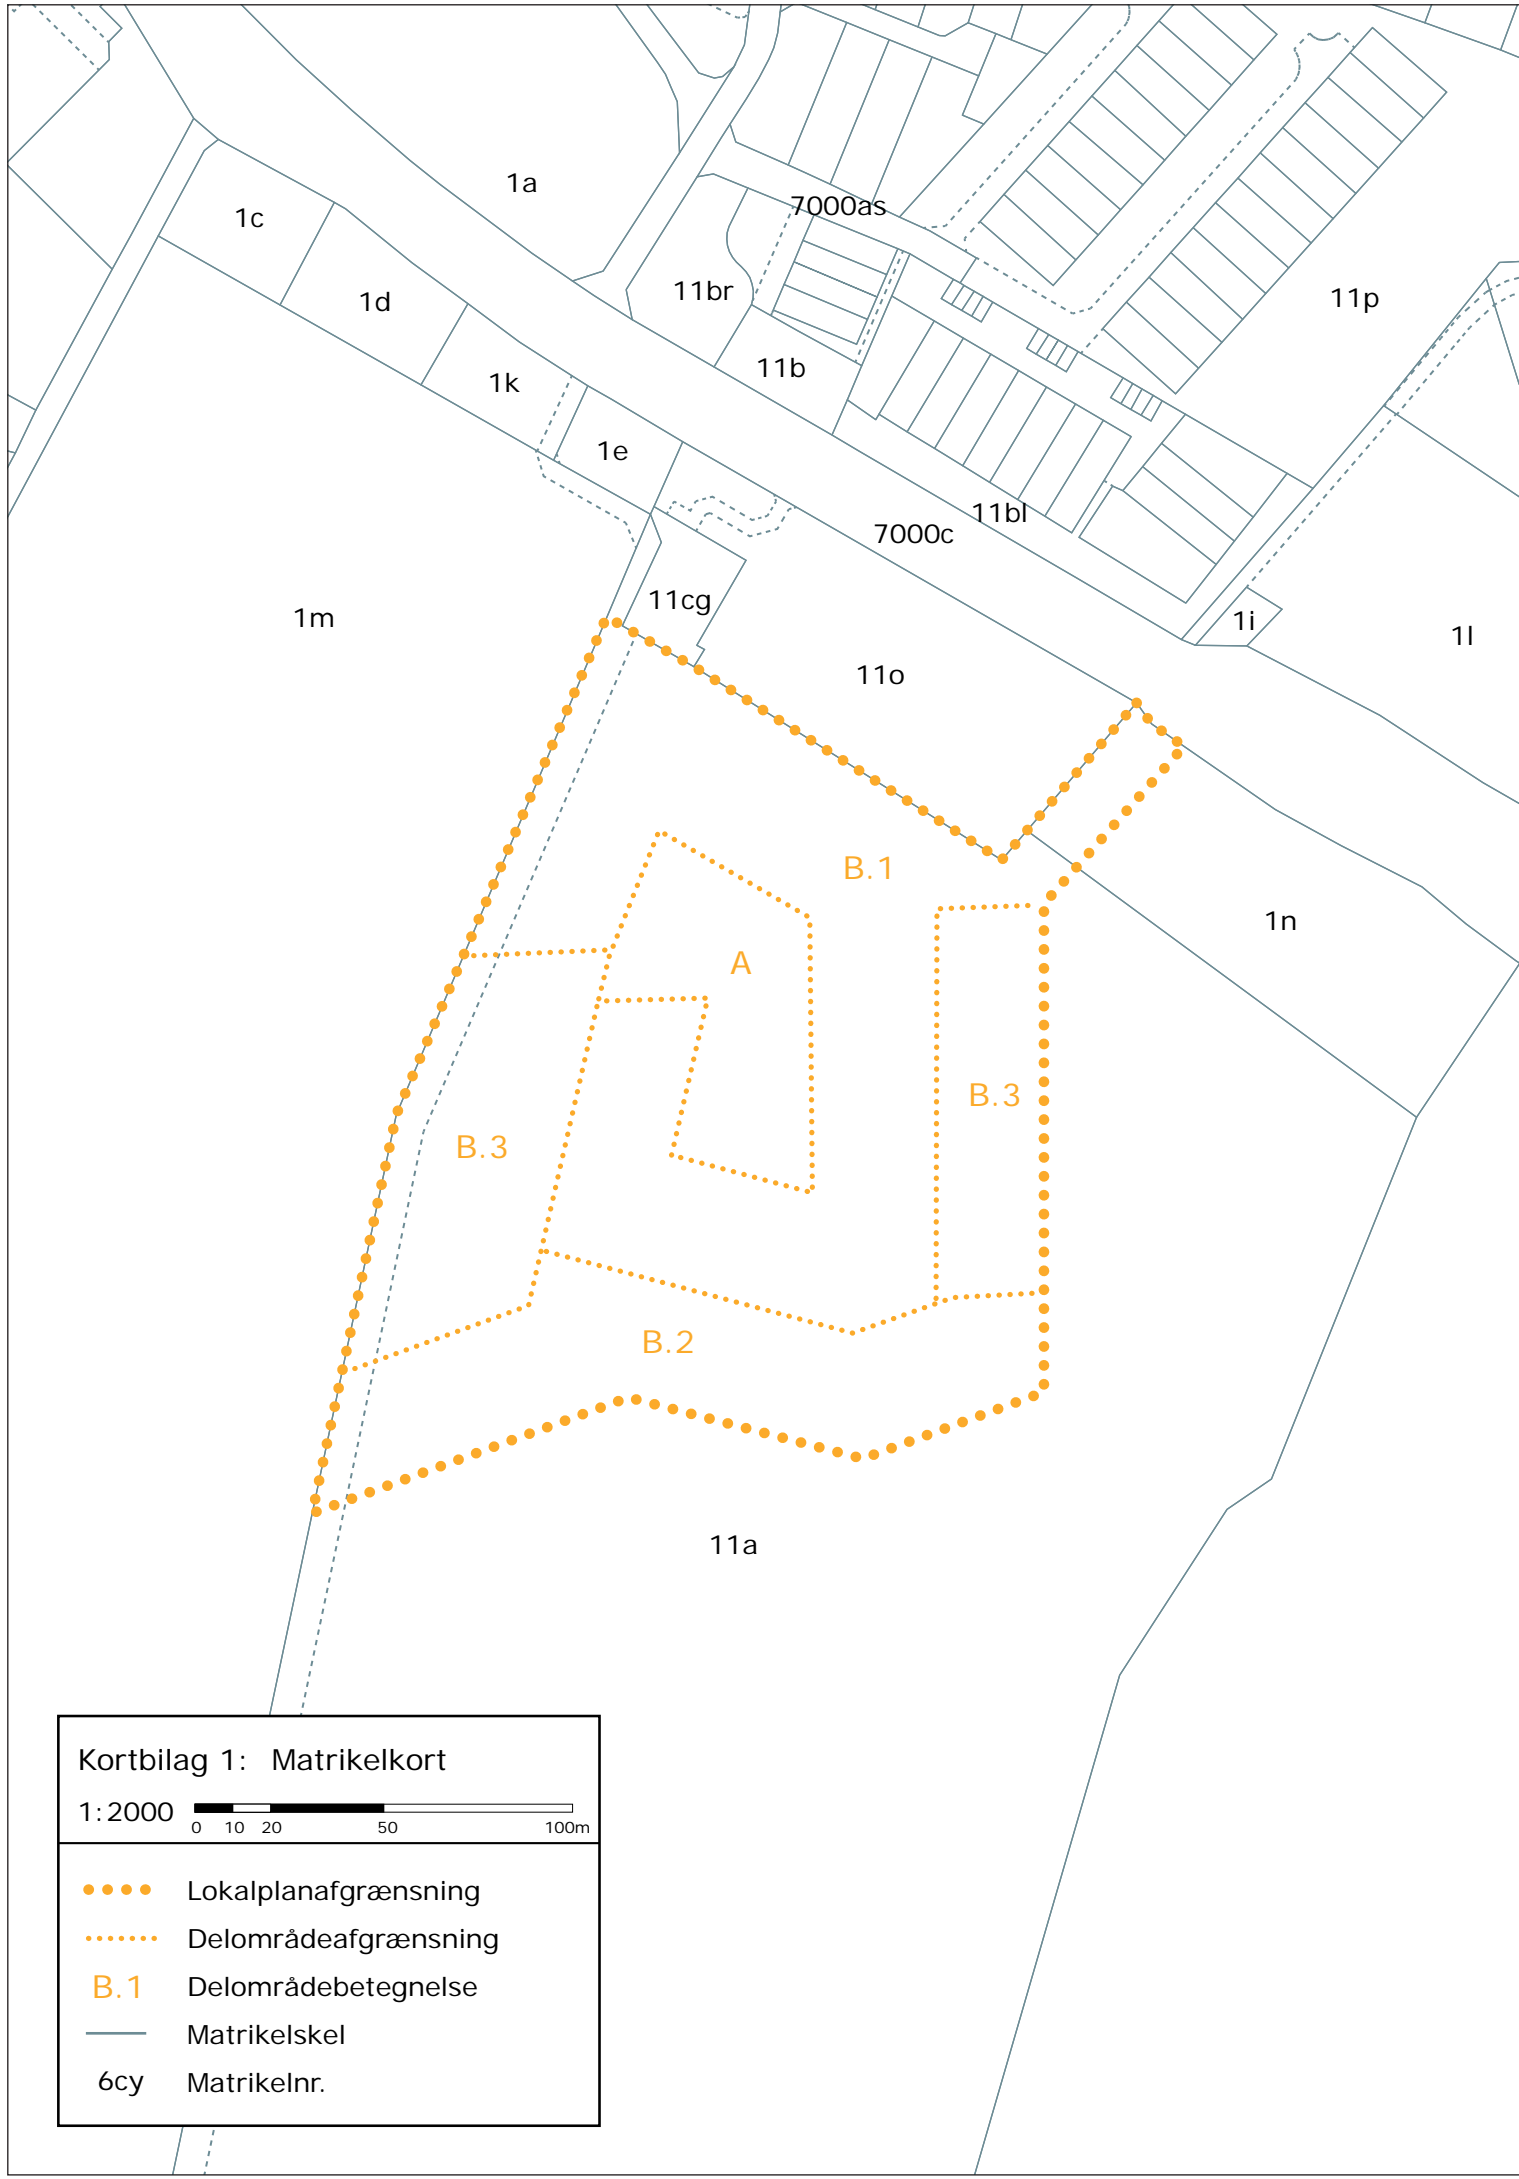 1a
7000as
1c
11br
1d
11p
11b
1k
1e
11bl
7000c
11cg
1m
1i
1l
11o
B.1
1n
A
B.3
B.3
B.2
11a
Kortbilag 1: Matrikelkort
1:2000
0 10 20 50 100m
Lokalplanafgrænsning
Delområdeafgrænsning
B.1 Delområdebetegnelse
Matrikelskel
6cy Matrikelnr.